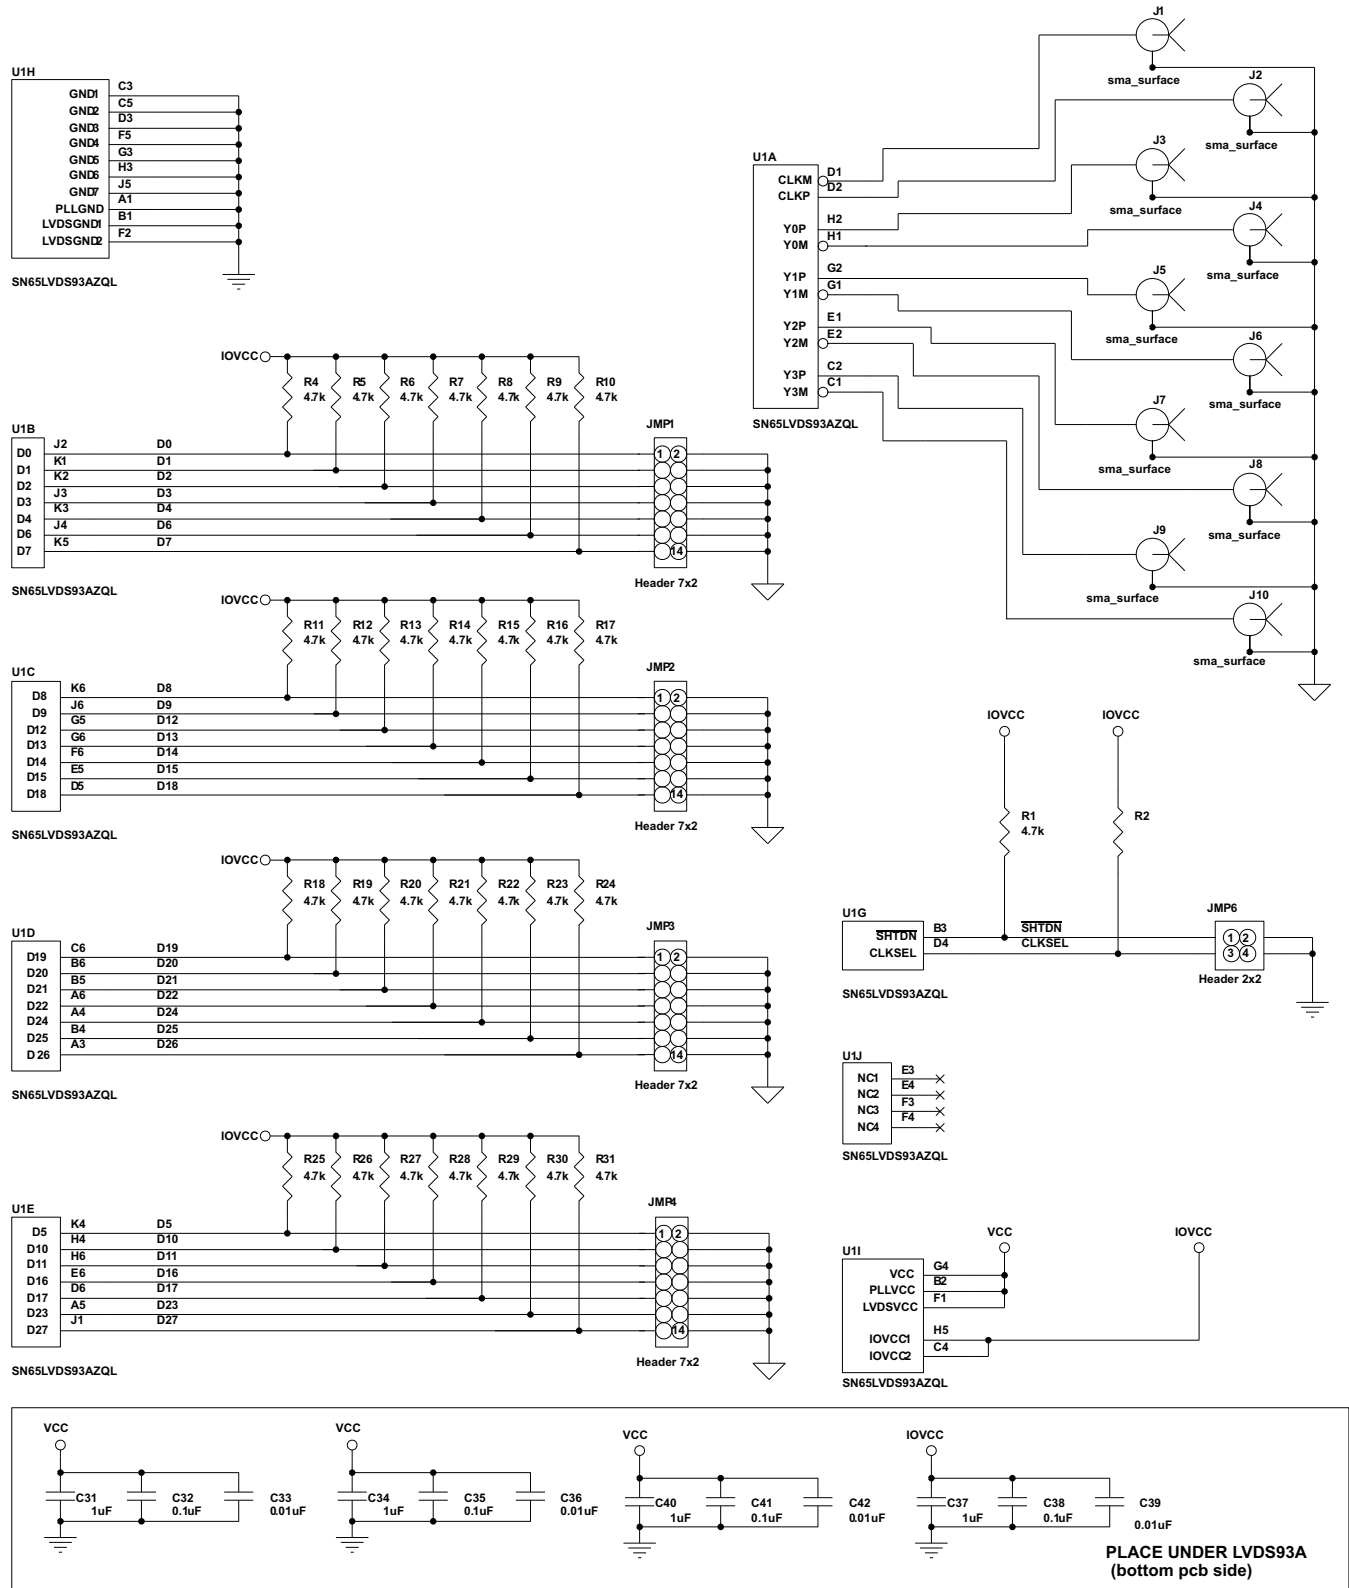 U1H
GND1 C3
GND2 C5
GND3 D3
GND4 F5
GND5 G3
GND6 H3
GND7 J5
PLLGND A1
LVDSGND1 B1
LVDSGND2 F2
SN65LVDS93AZQL
J1
sma_surface
J2
sma_surface
J3
sma_surface
J4
sma_surface
J5
sma_surface
J6
sma_surface
J7
sma_surface
J8
sma_surface
J9
sma_surface
J10
sma_surface
U1A
CLKM D1
CLKP D2
Y0P H2
Y0M H1
Y1P G2
Y1M G1
Y2P E1
Y2M E2
Y3P C2
Y3M C1
SN65LVDS93AZQL
IOVCC
R4 R5 R6 R7 R8 R9 R10
4.7k 4.7k 4.7k 4.7k 4.7k 4.7k 4.7k
U1B
JMP1
D0 J2 D0 1 2
D1 K1 D1
D2 K2 D2
D3 J3 D3
D4 K3 D4
D6 J4 D6
D7 K5 D7 14
Header 7x2
SN65LVDS93AZQL
IOVCC
R11 R12 R13 R14 R15 R16 R17
4.7k 4.7k 4.7k 4.7k 4.7k 4.7k 4.7k
U1C
JMP2
D8 K6 D8 1 2
D9 J6 D9
D12 G5 D12
D13 G6 D13
D14 F6 D14
D15 E5 D15
D18 D5 D18 14
Header 7x2
SN65LVDS93AZQL
IOVCC
R18 R19 R20 R21 R22 R23 R24
4.7k 4.7k 4.7k 4.7k 4.7k 4.7k 4.7k
U1D
JMP3
D19 C6 D19 1 2
D20 B6 D20
D21 B5 D21
D22 A6 D22
D24 A4 D24
D25 B4 D25
D26 A3 D26 14
Header 7x2
SN65LVDS93AZQL
IOVCC
R25 R26 R27 R28 R29 R30 R31
4.7k 4.7k 4.7k 4.7k 4.7k 4.7k 4.7k
U1E
JMP4
D5 K4 D5 1 2
D10 H4 D10
D11 H6 D11
D16 E6 D16
D17 D6 D17
D23 A5 D23
D27 J1 D27 14
Header 7x2
SN65LVDS93AZQL
IOVCC IOVCC
R1 R2
4.7k
U1G
JMP6
SHTDN B3 SHTDN 1 2
CLKSEL D4 CLKSEL 3 4
Header 2x2
SN65LVDS93AZQL
U1J
NC1 E3
NC2 E4
NC3 F3
NC4 F4
SN65LVDS93AZQL
VCC IOVCC
U1I
VCC G4
PLLVCC B2
LVDSVCC F1
IOVCC1 H5
IOVCC2 C4
SN65LVDS93AZQL
VCC VCC VCC IOVCC
C31 C32 C33
1uF 0.1uF 0.01uF
C34 C35 C36
1uF 0.1uF 0.01uF
C40 C41 C42
1uF 0.1uF 0.01uF
C37 C38 C39
1uF 0.1uF 0.01uF
PLACE UNDER LVDS93A
(bottom pcb side)